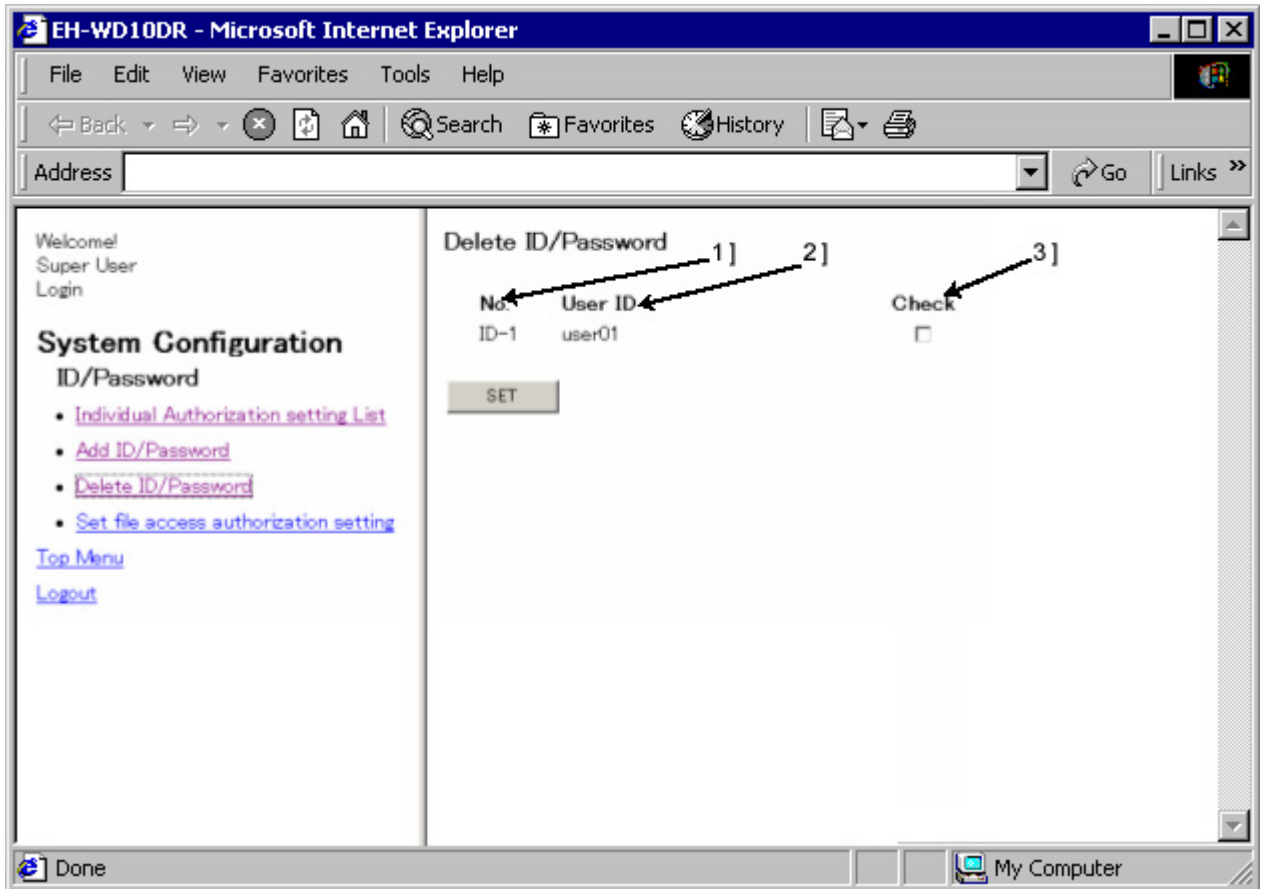 EH-WD10DR - Microsoft Internet Explorer
File Edit View Favorites Tools Help
Back Search Favorites History
Address Go Links »
Welcome!
Super User
Login
System Configuration
ID/Password
• Individual Authorization setting List
• Add ID/Password
• Delete ID/Password
• Set file access authorization setting
Top Menu
Logout
Delete ID/Password
1] 2] 3]
No. User ID Check
ID-1 user01
SET
Done My Computer